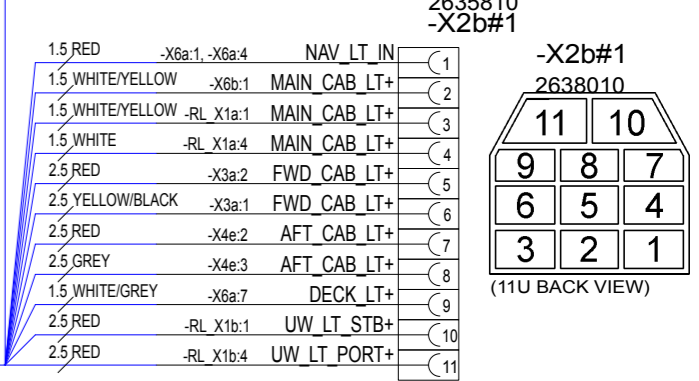 2635810
-X2b#1
1.5 RED -X6a:1, -X6a:4 NAV_LT_IN 1
1.5 WHITE/YELLOW -X6b:1 MAIN_CAB_LT+ 2
1.5 WHITE/YELLOW -RL_X1a:1 MAIN_CAB_LT+ 3
1.5 WHITE -RL_X1a:4 MAIN_CAB_LT+ 4
2.5 RED -X3a:2 FWD_CAB_LT+ 5
2.5 YELLOW/BLACK -X3a:1 FWD_CAB_LT+ 6
2.5 RED -X4e:2 AFT_CAB_LT+ 7
2.5 GREY -X4e:3 AFT_CAB_LT+ 8
1.5 WHITE/GREY -X6a:7 DECK_LT+ 9
2.5 RED -RL_X1b:1 UW_LT_STB+ 10
2.5 RED -RL_X1b:4 UW_LT_PORT+ 11
-X2b#1
2638010
11 10
9 8 7
6 5 4
3 2 1
(11U BACK VIEW)